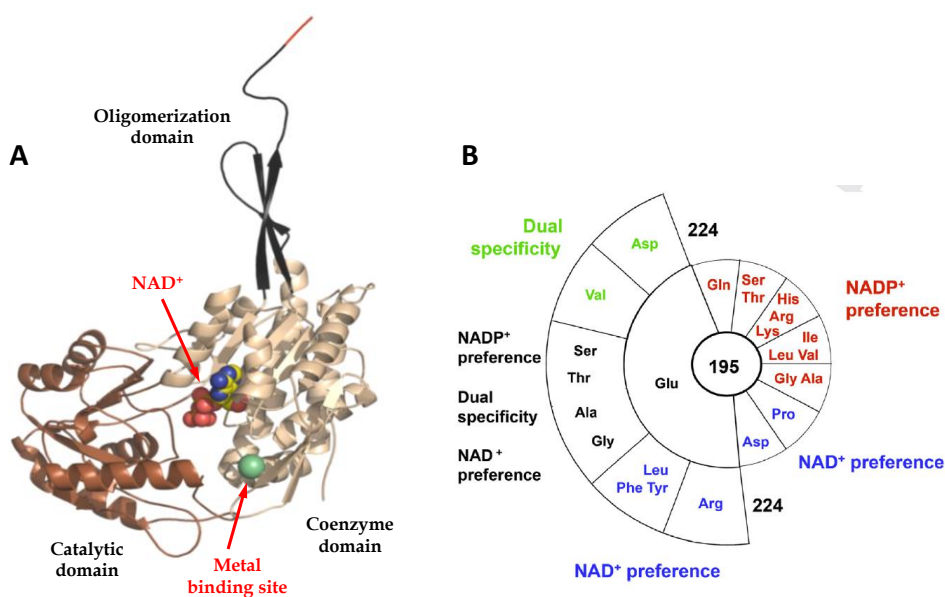 A
Oligomerization
domain
NAD⁺
Catalytic
domain
Metal
binding site
Coenzyme
domain
B
Dual
specificity
Asp
224
Val
Gln
Ser
Thr
His
Arg
Lys
Ile
Leu Val
Gly Ala
Pro
Asp
NADP⁺
preference
NAD⁺ preference
195
Glu
NADP⁺
preference
Dual
specificity
NAD⁺
preference
Ser
Thr
Ala
Gly
Leu
Phe Tyr
Arg
224
NAD⁺ preference